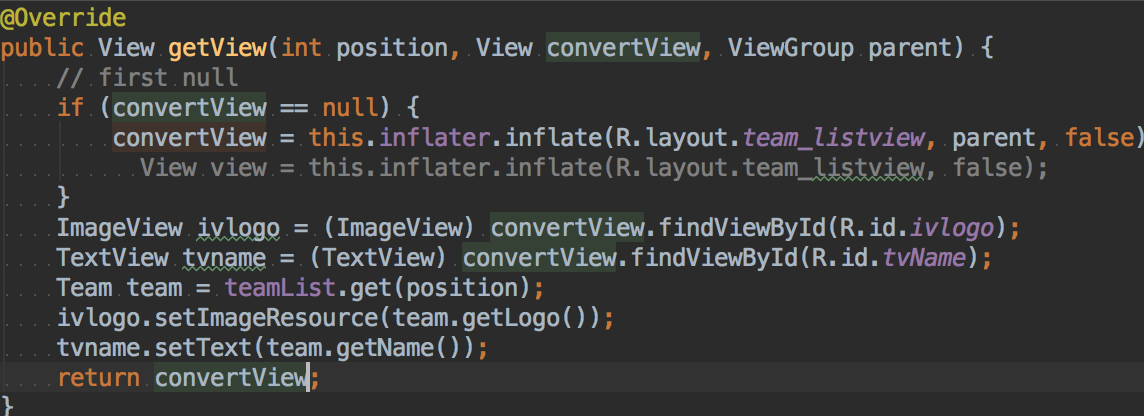 @Override
public View getView(int position, View convertView, ViewGroup parent) {
// first null
if (convertView == null) {
convertView = this.inflater.inflate(R.layout.team_listview, parent, false)
View view = this.inflater.inflate(R.layout.team_listview, false);
}
ImageView ivlogo = (ImageView) convertView.findViewById(R.id.ivlogo);
TextView tvname = (TextView) convertView.findViewById(R.id.tvName);
Team team = teamList.get(position);
ivlogo.setImageResource(team.getLogo());
tvname.setText(team.getName());
return convertView;
}